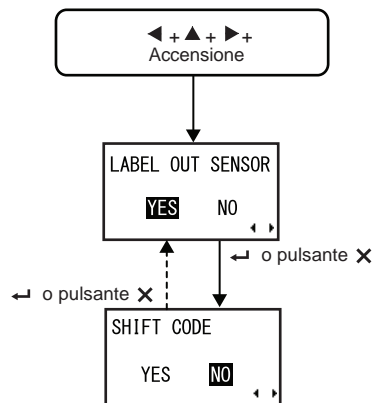 ◀ + ▲ + ▶ +
Accensione
LABEL OUT SENSOR
YES NO
◀ ▶
↵ o pulsante ✕
↵ o pulsante ✕
SHIFT CODE
YES NO
◀ ▶